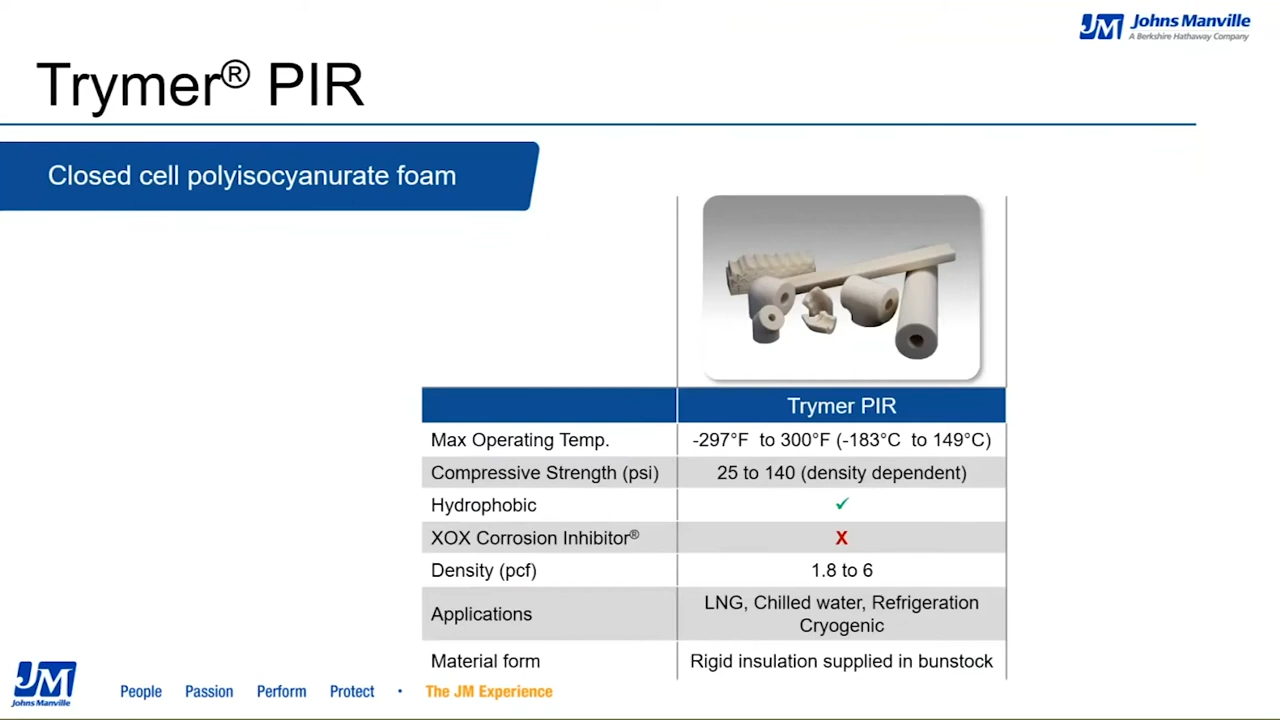 JM Johns Manville
A Berkshire Hathaway Company
Trymer® PIR
Closed cell polyisocyanurate foam
Trymer PIR
Max Operating Temp. -297°F to 300°F (-183°C to 149°C)
Compressive Strength (psi) 25 to 140 (density dependent)
Hydrophobic ✓
XOX Corrosion Inhibitor® X
Density (pcf) 1.8 to 6
Applications LNG, Chilled water, Refrigeration
Cryogenic
Material form Rigid insulation supplied in bunstock
JM
Johns Manville
People Passion Perform Protect • The JM Experience